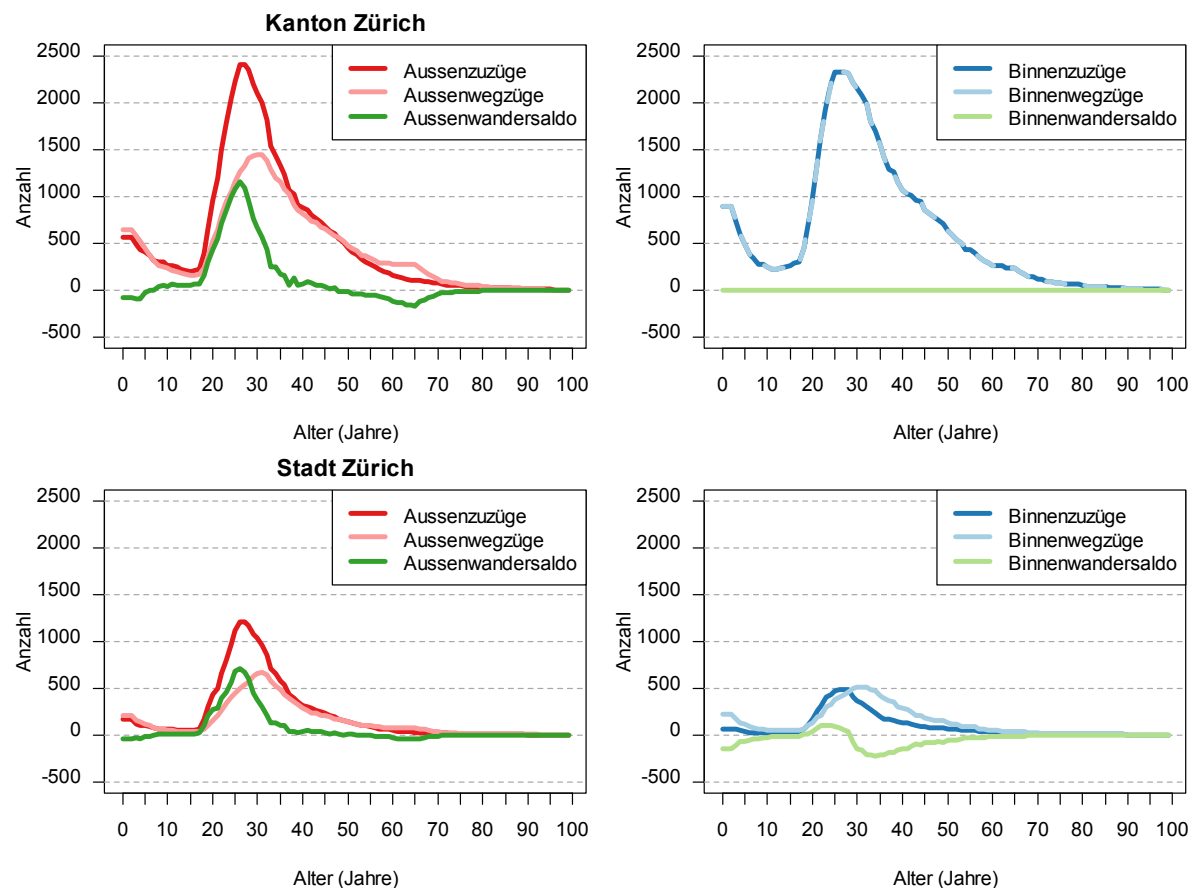 Kanton Zürich
Anzahl
2500
2000
1500
1000
500
0
-500
Aussenzuzüge
Aussenwegzüge
Aussenwandersaldo
0 10 20 30 40 50 60 70 80 90 100
Alter (Jahre)
Anzahl
2500
2000
1500
1000
500
0
-500
Binnenzuzüge
Binnenwegzüge
Binnenwandersaldo
0 10 20 30 40 50 60 70 80 90 100
Alter (Jahre)
Stadt Zürich
Anzahl
2500
2000
1500
1000
500
0
-500
Aussenzuzüge
Aussenwegzüge
Aussenwandersaldo
0 10 20 30 40 50 60 70 80 90 100
Alter (Jahre)
Anzahl
2500
2000
1500
1000
500
0
-500
Binnenzuzüge
Binnenwegzüge
Binnenwandersaldo
0 10 20 30 40 50 60 70 80 90 100
Alter (Jahre)